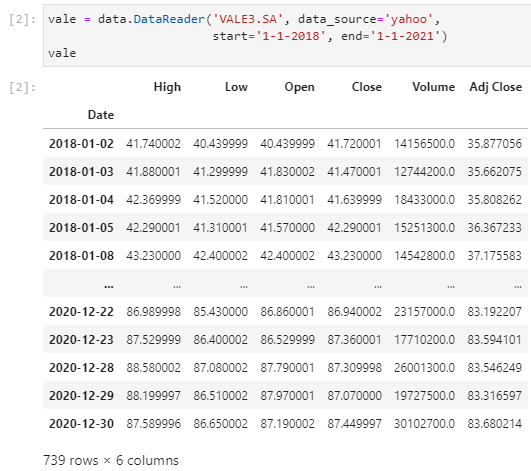 [2]: vale = data.DataReader('VALE3.SA', data_source='yahoo',
start='1-1-2018', end='1-1-2021')
vale
[2]: High Low Open Close Volume Adj Close
Date
2018-01-02 41.740002 40.439999 40.439999 41.720001 14156500.0 35.877056
2018-01-03 41.880001 41.299999 41.830002 41.470001 12744200.0 35.662075
2018-01-04 42.369999 41.520000 41.810001 41.639999 18433000.0 35.808262
2018-01-05 42.290001 41.310001 41.570000 42.290001 15251300.0 36.367233
2018-01-08 43.230000 42.400002 42.400002 43.230000 14542800.0 37.175583
... ... ... ... ... ... ...
2020-12-22 86.989998 85.430000 86.860001 86.940002 23157000.0 83.192207
2020-12-23 87.529999 86.400002 86.529999 87.360001 17710200.0 83.594101
2020-12-28 88.580002 87.080002 87.790001 87.309998 26001300.0 83.546249
2020-12-29 88.199997 86.510002 87.970001 87.070000 19727500.0 83.316597
2020-12-30 87.589996 86.650002 87.190002 87.449997 30102700.0 83.680214
739 rows × 6 columns